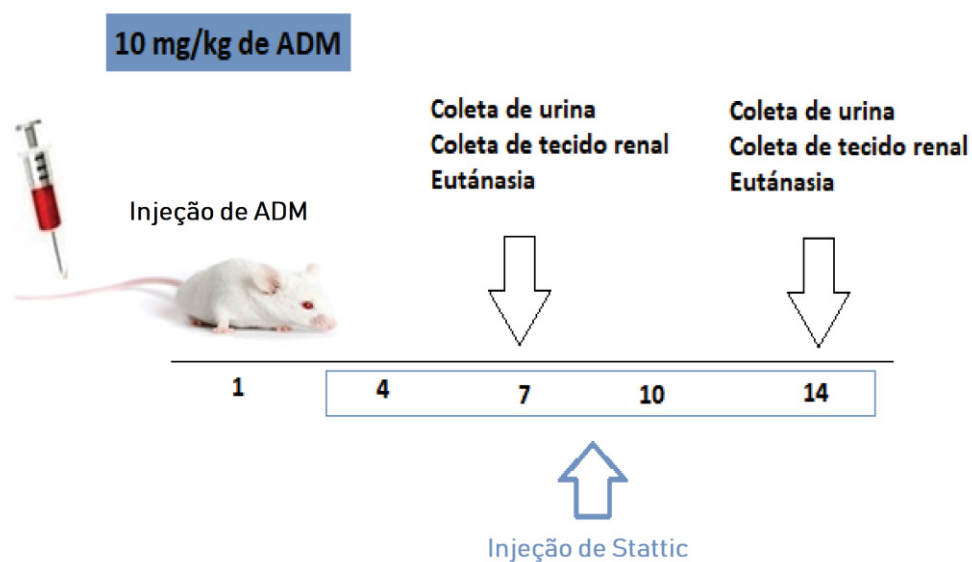 10 mg/kg de ADM
Coleta de urina
Coleta de tecido renal
Eutánasia
Coleta de urina
Coleta de tecido renal
Eutánasia
Injeção de ADM
1 4 7 10 14
Injeção de Stattic